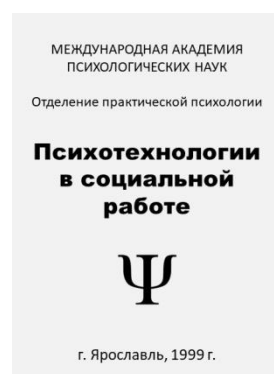 МЕЖДУНАРОДНАЯ АКАДЕМИЯ
ПСИХОЛОГИЧЕСКИХ НАУК
Отделение практической психологии
Психотехнологии
в социальной
работе
Ψ
г. Ярославль, 1999 г.